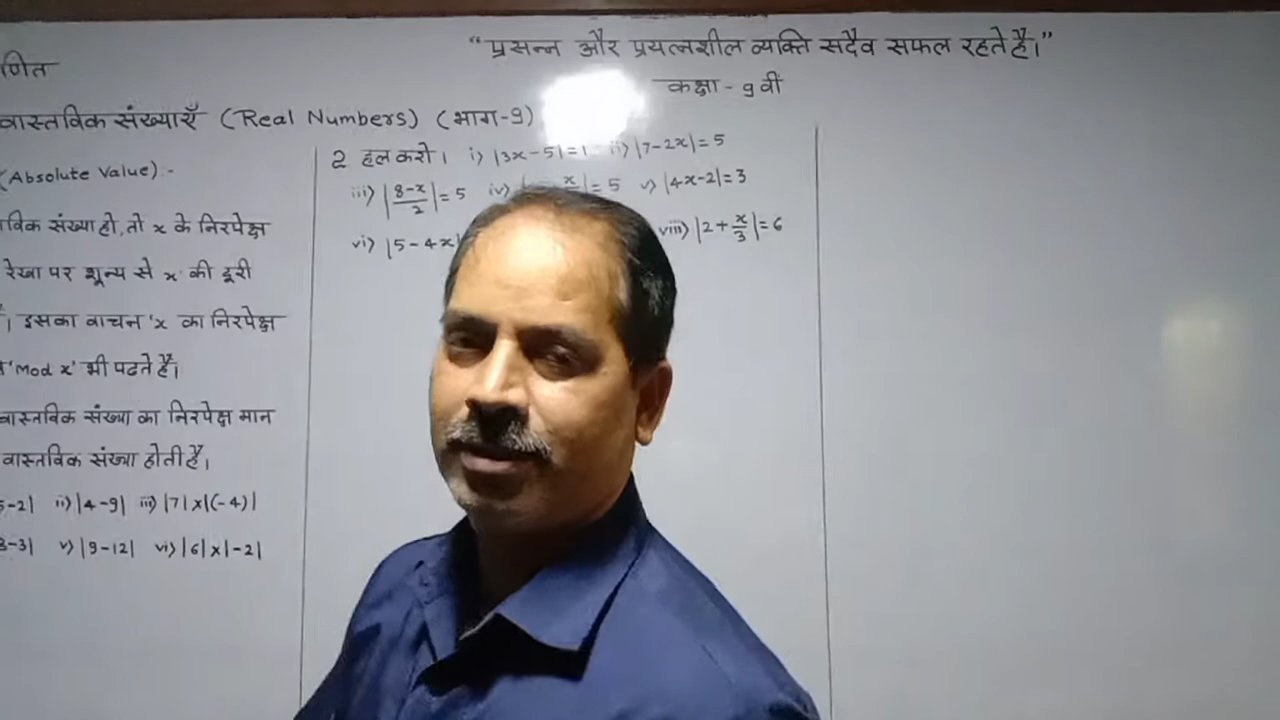 “प्रसन्न और प्रयत्नशील व्यक्ति सदैव सफल रहते हैं।”
णित
कक्षा - 9 वी
वास्तविक संख्याएँ (Real Numbers) (भाग-9)
(Absolute Value) :-
विक संख्या हो, तो x के निरपेक्ष
रेखा पर शून्य से x की दूरी
। इसका वाचन 'x का निरपेक्ष
'Mod x' भी पढते हैं।
वास्तविक संख्या का निरपेक्ष मान
वास्तविक संख्या होती हैं।
-2| ii) |4-9| iii) |7|x|(-4)|
-3| v) |9-12| vi) |6|x|-2|
2 हल करो। i) |3x-5|=1 ii) |7-2x|=5
iii) |8-x/2|=5 iv) x =5 v) |4x-2|=3
vi) |5-4x| viii) |2+x/3|=6